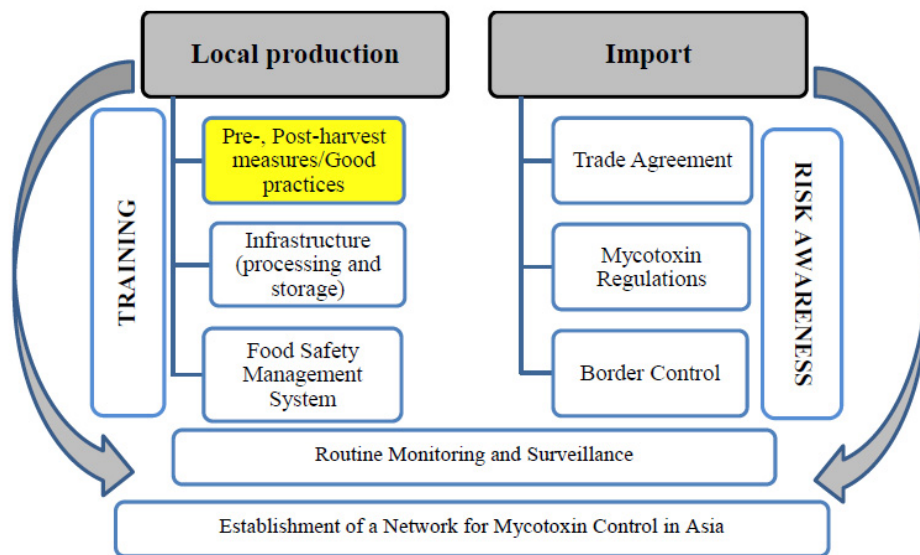 Local production
Import
TRAINING
Pre-, Post-harvest
measures/Good
practices
Infrastructure
(processing and
storage)
Food Safety
Management
System
Trade Agreement
Mycotoxin
Regulations
Border Control
RISK AWARENESS
Routine Monitoring and Surveillance
Establishment of a Network for Mycotoxin Control in Asia